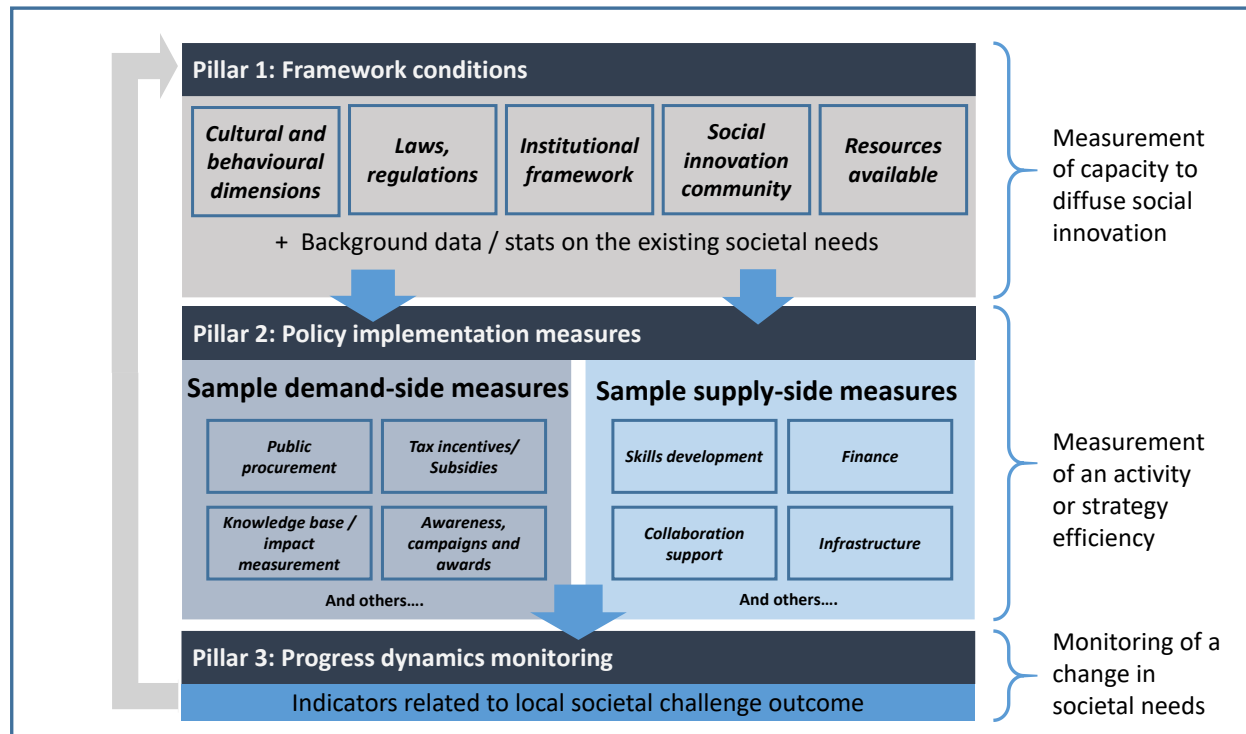 Pillar 1: Framework conditions
Cultural and
behavioural
dimensions
Laws,
regulations
Institutional
framework
Social
innovation
community
Resources
available
+ Background data / stats on the existing societal needs
Measurement
of capacity to
diffuse social
innovation
Pillar 2: Policy implementation measures
Sample demand-side measures
Public
procurement
Tax incentives/
Subsidies
Knowledge base /
impact
measurement
Awareness,
campaigns and
awards
And others....
Sample supply-side measures
Skills development
Finance
Collaboration
support
Infrastructure
And others....
Measurement
of an activity
or strategy
efficiency
Pillar 3: Progress dynamics monitoring
Indicators related to local societal challenge outcome
Monitoring of a
change in
societal needs